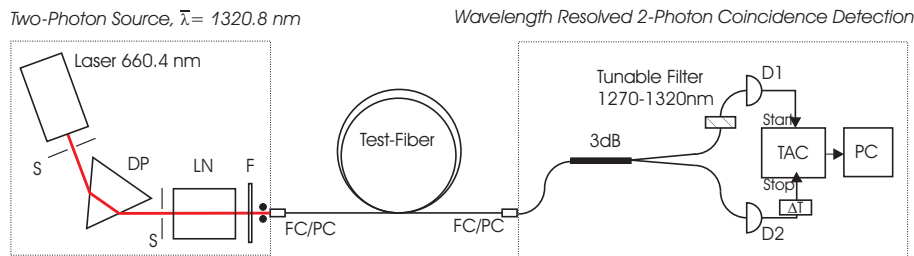 Two-Photon Source, λ̅= 1320.8 nm
Wavelength Resolved 2-Photon Coincidence Detection
Laser 660.4 nm
S
DP
LN
F
S
FC/PC
Test-Fiber
FC/PC
3dB
Tunable Filter
1270-1320nm
D1
Start
TAC
PC
Stop
ΔT
D2